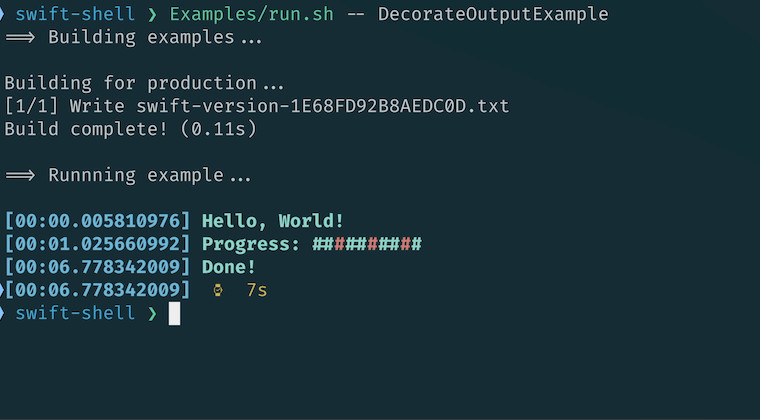 swift-shell ❯ Examples/run.sh -- DecorateOutputExample
==> Building examples...
Building for production...
[1/1] Write swift-version-1E68FD92B8AEDC0D.txt
Build complete! (0.11s)
==> Runnning example...
[00:00.005810976] Hello, World!
[00:01.025660992] Progress: ##########
[00:06.778342009] Done!
[00:06.778342009] ⌚ 7s
swift-shell ❯